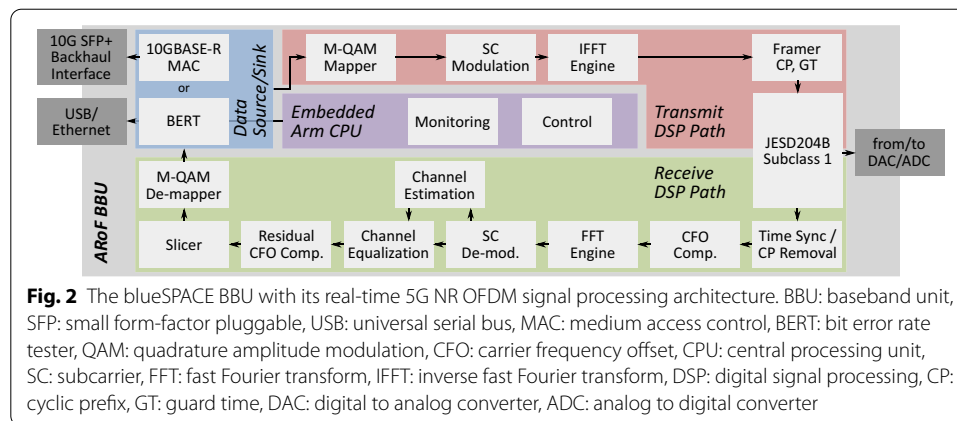 10G SFP+
Backhaul
Interface
10GBASE-R
MAC
or
BERT
Data
Source/Sink
USB/
Ethernet
M-QAM
Mapper
SC
Modulation
IFFT
Engine
Framer
CP, GT
Embedded
Arm CPU
Monitoring
Control
Transmit
DSP Path
JESD204B
Subclass 1
from/to
DAC/ADC
ARoF BBU
M-QAM
De-mapper
Channel
Estimation
Receive
DSP Path
Slicer
Residual
CFO Comp.
Channel
Equalization
SC
De-mod.
FFT
Engine
CFO
Comp.
Time Sync /
CP Removal
Fig. 2 The blueSPACE BBU with its real-time 5G NR OFDM signal processing architecture. BBU: baseband unit,
SFP: small form-factor pluggable, USB: universal serial bus, MAC: medium access control, BERT: bit error rate
tester, QAM: quadrature amplitude modulation, CFO: carrier frequency offset, CPU: central processing unit,
SC: subcarrier, FFT: fast Fourier transform, IFFT: inverse fast Fourier transform, DSP: digital signal processing, CP:
cyclic prefix, GT: guard time, DAC: digital to analog converter, ADC: analog to digital converter